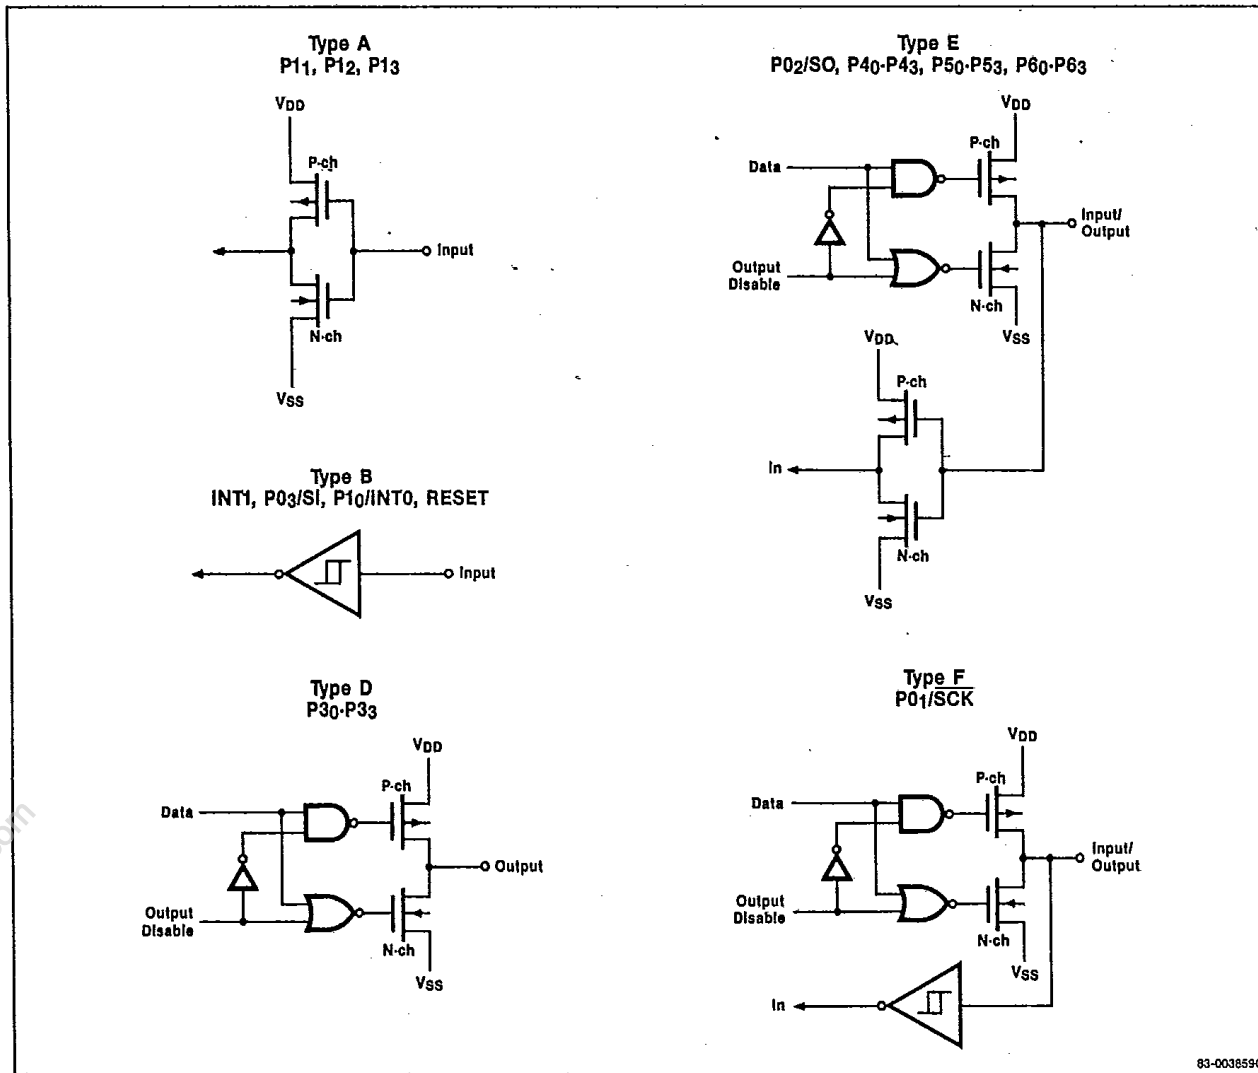 Type A
P11, P12, P13
VDD
P-ch
Input
N-ch
VSS
Type B
INT1, P03/SI, P10/INT0, RESET
Input
Type D
P30-P33
VDD
P-ch
Data
Output
Output
Disable
N-ch
VSS
Type E
P02/SO, P40-P43, P50-P53, P60-P63
VDD
P-ch
Data
Input/
Output
Output
Disable
N-ch
VSS
VDD
P-ch
In
N-ch
VSS
Type F
P01/SCK
VDD
P-ch
Data
Input/
Output
Output
Disable
N-ch
VSS
In
com